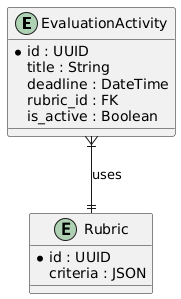 E EvaluationActivity
id : UUID
title : String
deadline : DateTime
rubric_id : FK
is_active : Boolean
uses
E Rubric
id : UUID
criteria : JSON